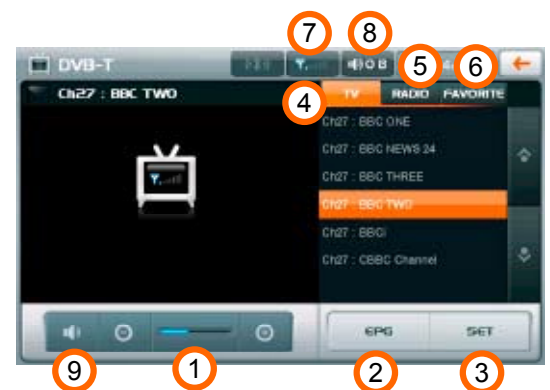 7 8
DVB-T
5 6
Ch27 : BBC TWO
4 TV RADIO FAVORITE
Ch27 : BBC ONE
Ch27 : BBC NEWS 24
Ch27 : BBC THREE
Ch27 : BBC TWO
Ch27 : BBCi
Ch27 : CBBC Channel
EPG SET
9 1 2 3